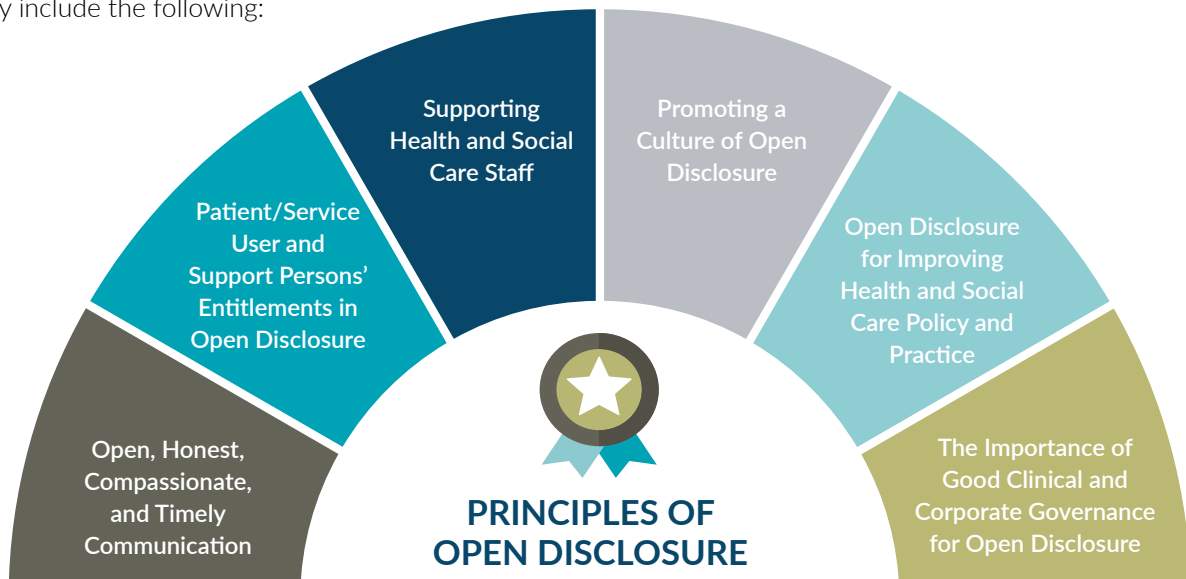 y include the following:
Supporting
Health and Social
Care Staff
Promoting a
Culture of Open
Disclosure
Patient/Service
User and
Support Persons’
Entitlements in
Open Disclosure
Open Disclosure
for Improving
Health and Social
Care Policy and
Practice
Open, Honest,
Compassionate,
and Timely
Communication
The Importance of
Good Clinical and
Corporate Governance
for Open Disclosure
PRINCIPLES OF
OPEN DISCLOSURE